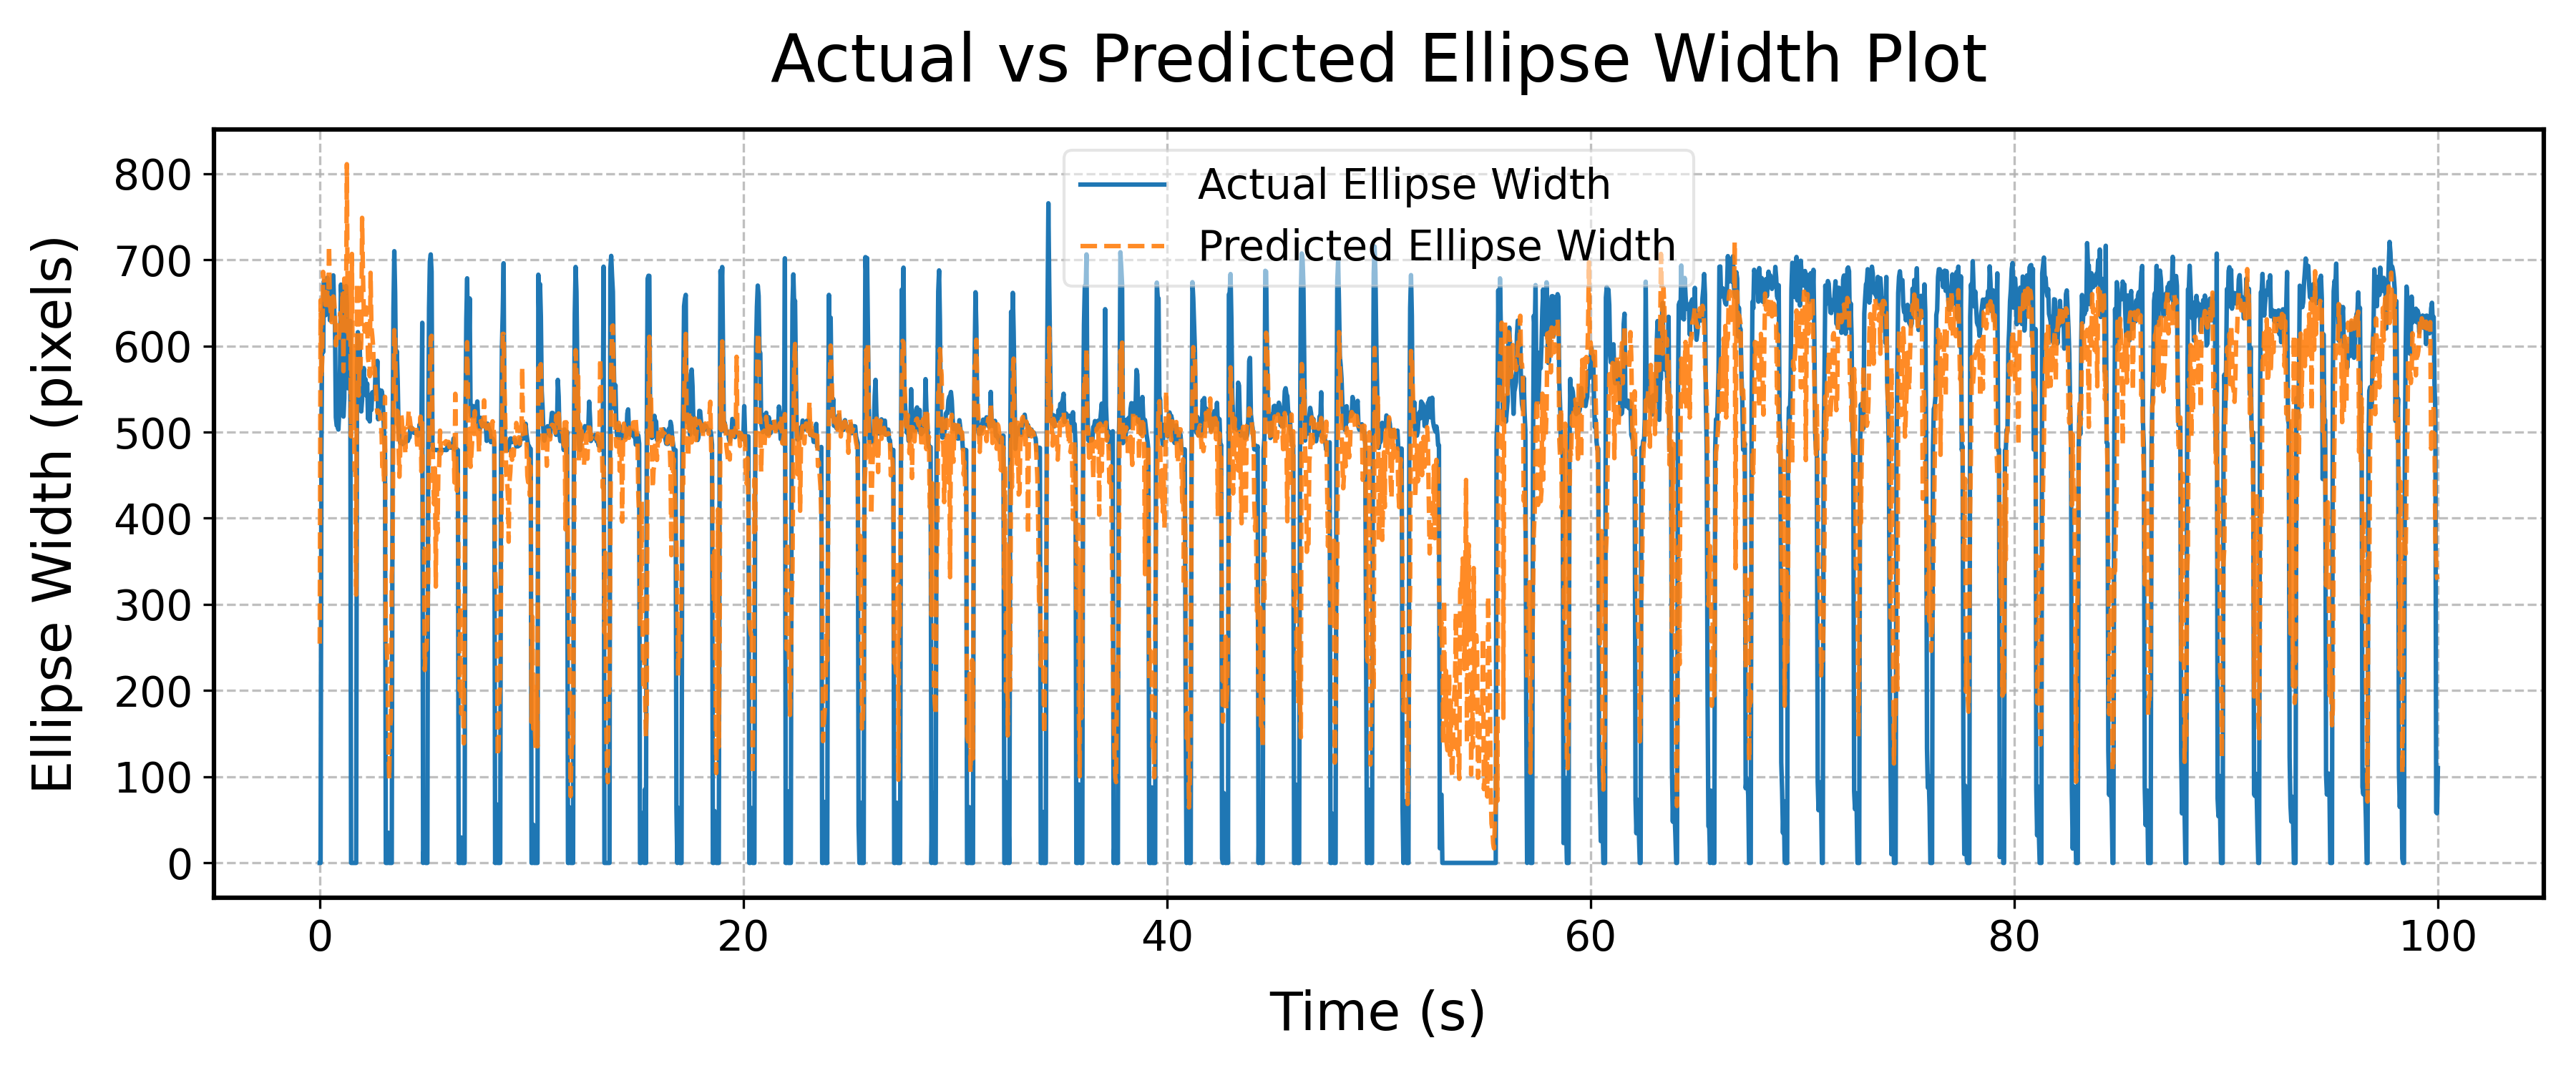 Actual vs Predicted Ellipse Width Plot
Actual Ellipse Width
Predicted Ellipse Width
Ellipse Width (pixels)
800
700
600
500
400
300
200
100
0
0 20 40 60 80 100
Time (s)